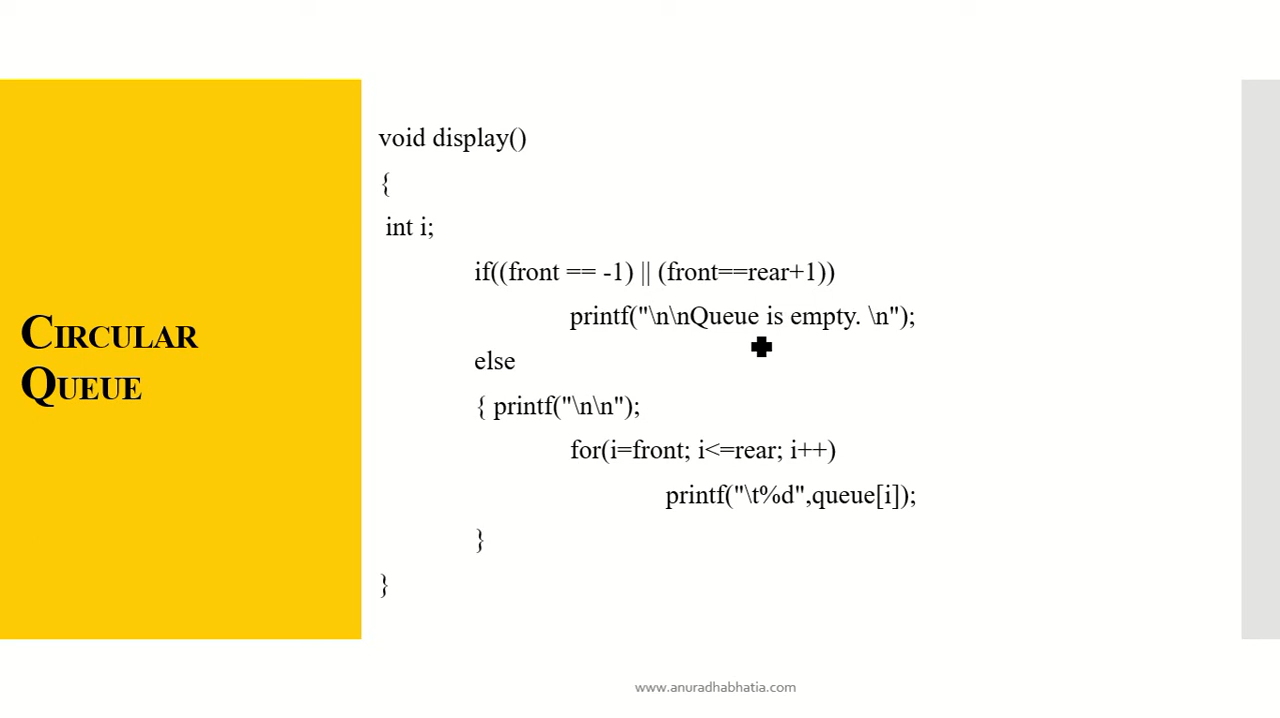 CIRCULAR
QUEUE
void display()
{
int i;
if((front == -1) || (front==rear+1))
printf("\n\nQueue is empty. \n");
else
{ printf("\n\n");
for(i=front; i<=rear; i++)
printf("\t%d",queue[i]);
}
}
www.anuradhabhatia.com